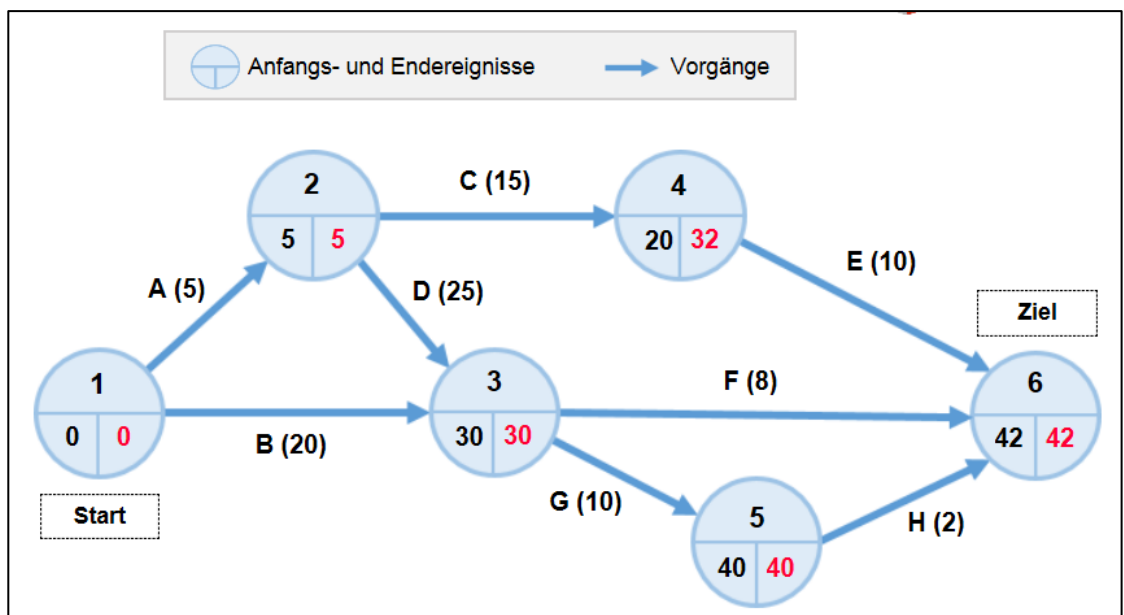 Anfangs- und Endereignisse
Vorgänge
2
5 5
C (15)
4
20 32
A (5)
D (25)
E (10)
Ziel
1
0 0
B (20)
3
30 30
F (8)
6
42 42
Start
G (10)
5
40 40
H (2)